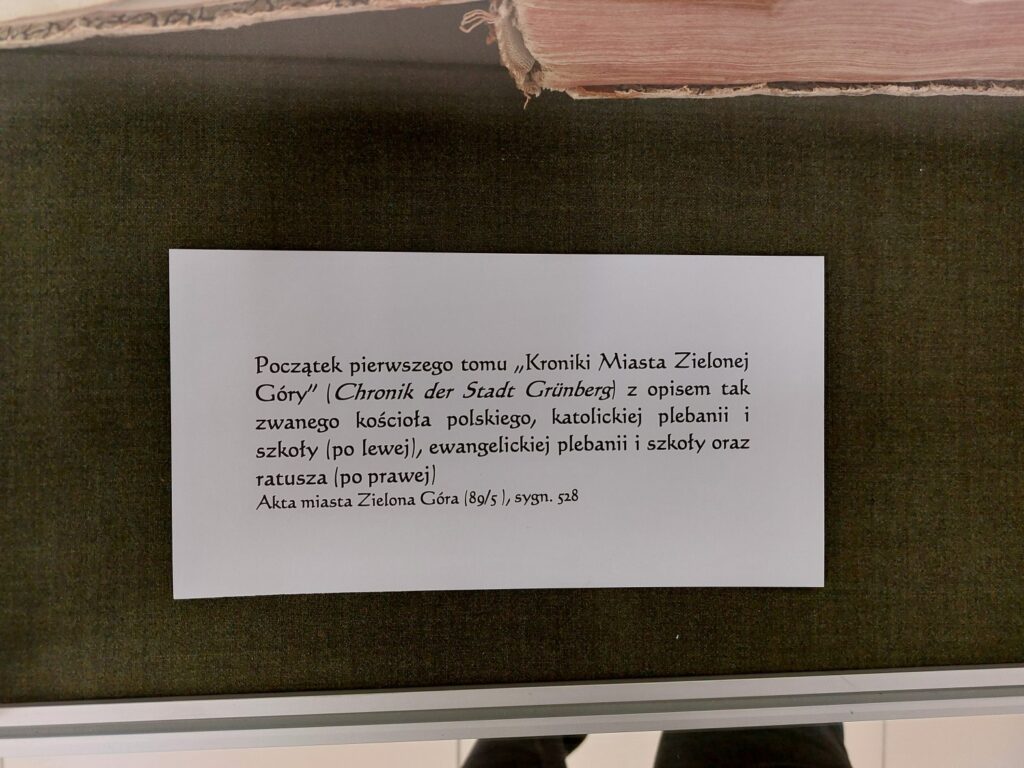 Początek pierwszego tomu „Kroniki Miasta Zielonej
Góry” (Chronik der Stadt Grünberg) z opisem tak
zwanego kościoła polskiego, katolickiej plebanii i
szkoły (po lewej), ewangelickiej plebanii i szkoły oraz
ratusza (po prawej)
Akta miasta Zielona Góra (89/5 ), sygn. 528